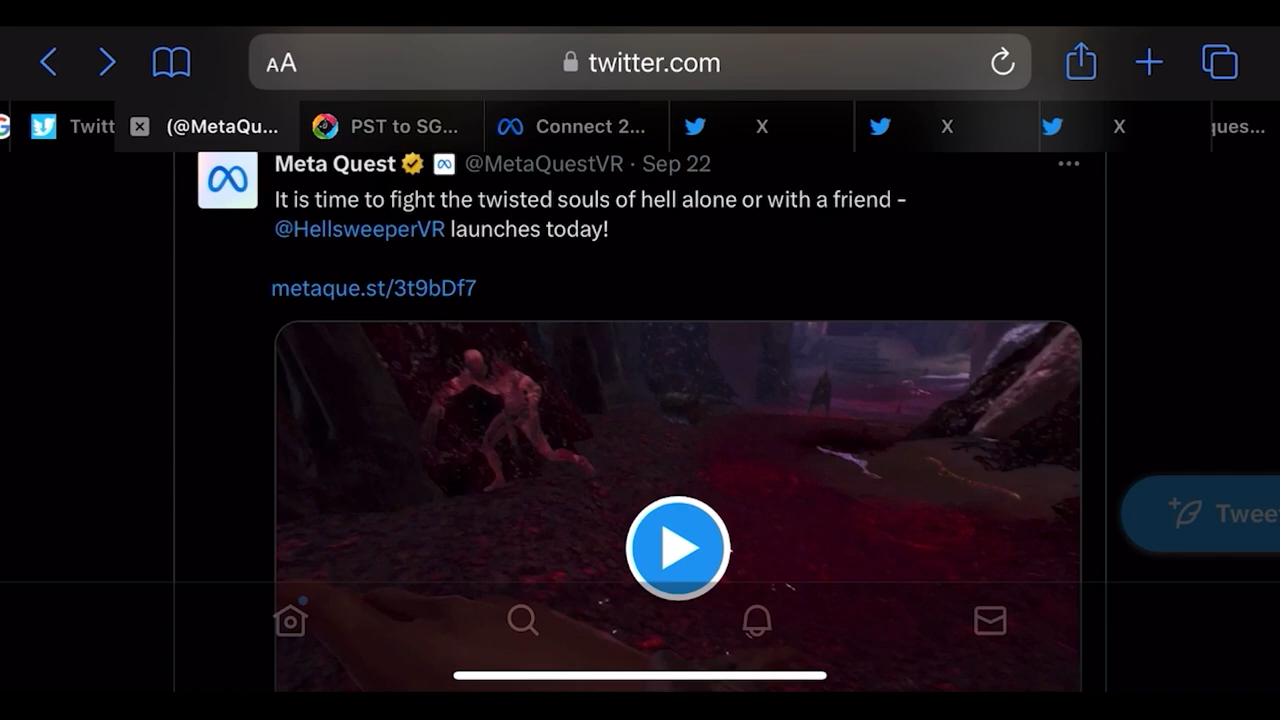 AA
twitter.com
Twitt
(@MetaQu...
PST to SG...
Connect 2...
X
X
X
ques...
Meta Quest @MetaQuestVR · Sep 22
It is time to fight the twisted souls of hell alone or with a friend -
@HellsweeperVR launches today!
metaque.st/3t9bDf7
Twee